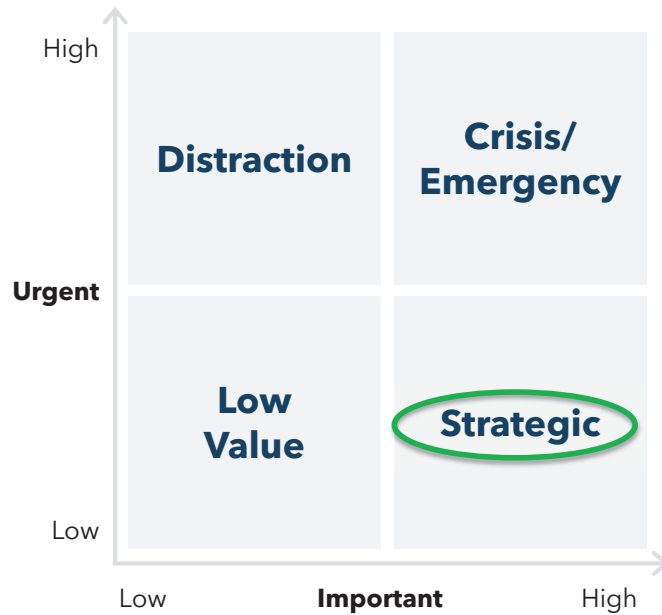 High
Distraction
Crisis/
Emergency
Urgent
Low
Value
Strategic
Low
Low
Important
High